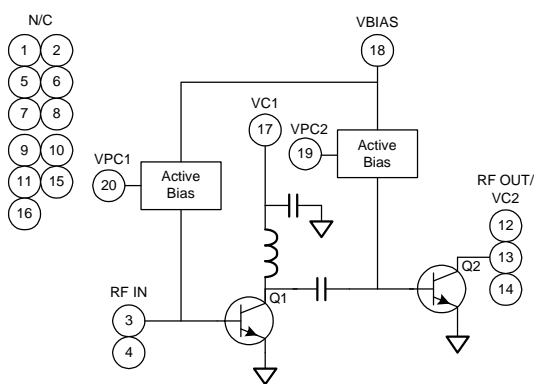 N/C
1 2
5 6
7 8
9 10
11 15
16
VBIAS
18
VC1
17
VPC2
19
Active
Bias
VPC1
20
Active
Bias
RF OUT/
VC2
12
13
14
Q2
Q1
RF IN
3
4